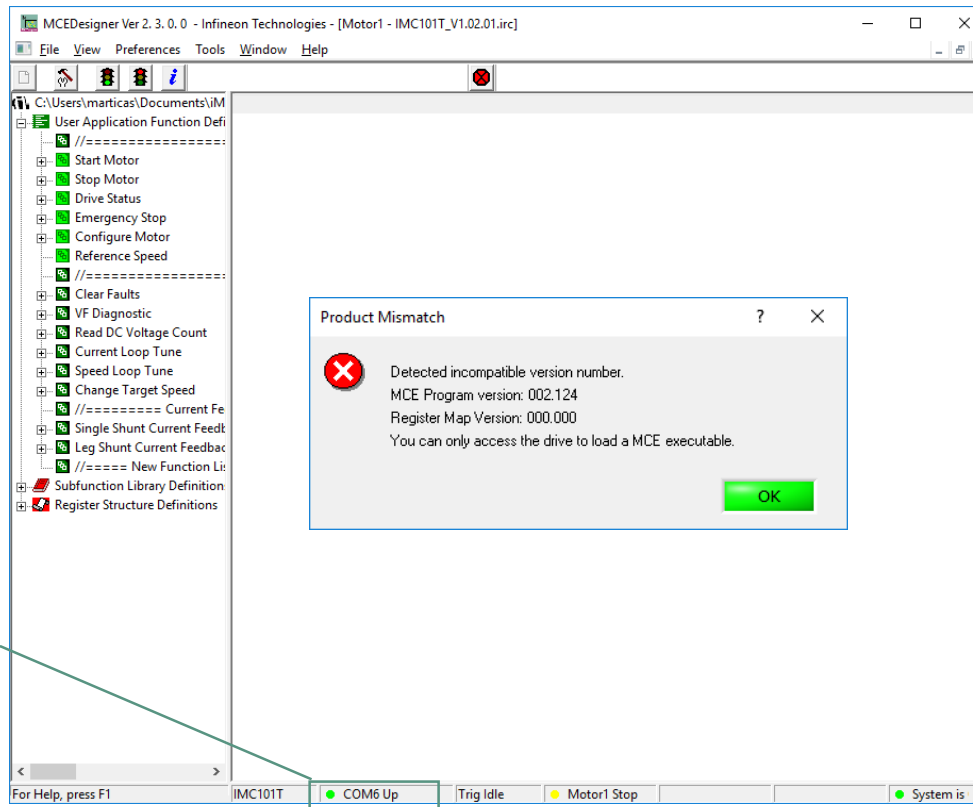 MCEDesigner Ver 2. 3. 0. 0 - Infineon Technologies - [Motor1 - IMC101T_V1.02.01.irc]
File View Preferences Tools Window Help
C:\Users\marticas\Documents\iM
User Application Function Defi
//=================
Start Motor
Stop Motor
Drive Status
Emergency Stop
Configure Motor
Reference Speed
//=================
Clear Faults
VF Diagnostic
Read DC Voltage Count
Current Loop Tune
Speed Loop Tune
Change Target Speed
//========= Current Fe
Single Shunt Current Feedb
Leg Shunt Current Feedbac
//===== New Function Li
Subfunction Library Definition
Register Structure Definitions
Product Mismatch ?
Detected incompatible version number.
MCE Program version: 002.124
Register Map Version: 000.000
You can only access the drive to load a MCE executable.
OK
For Help, press F1 IMC101T COM6 Up Trig Idle Motor1 Stop System is